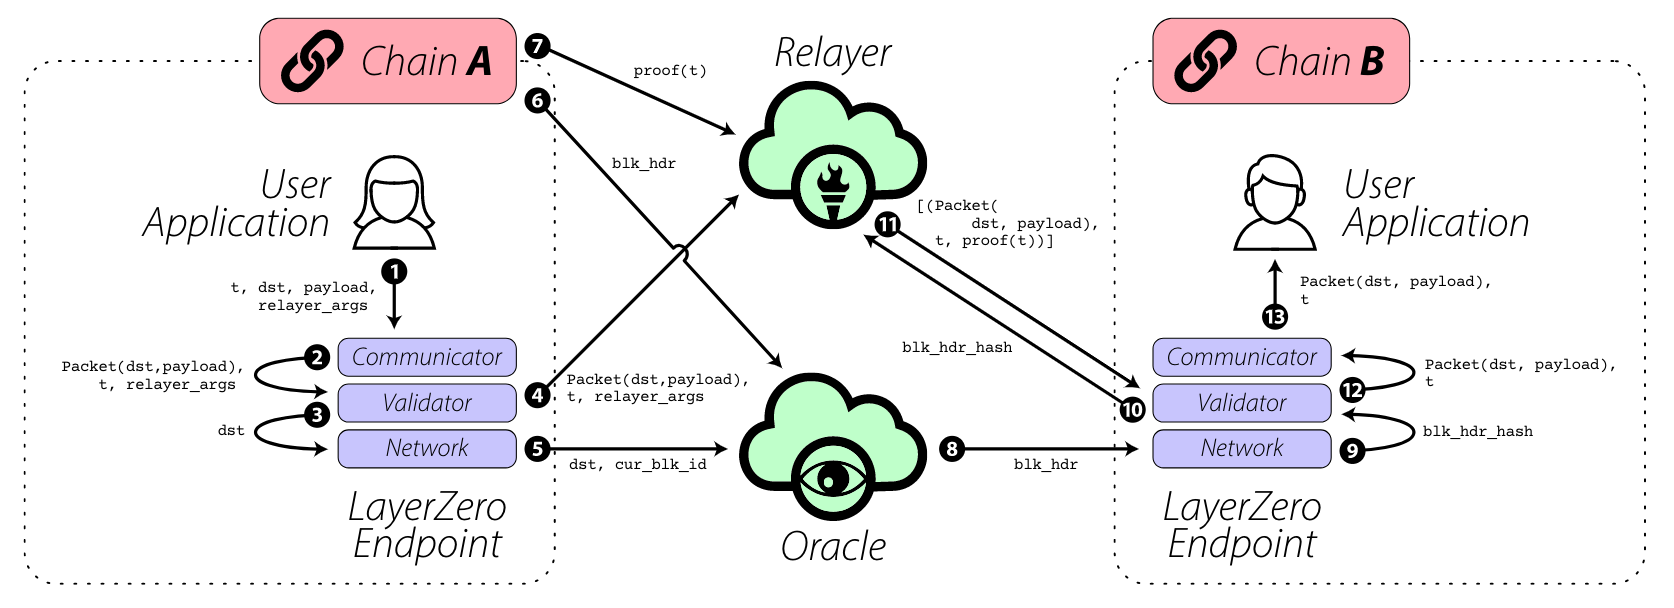 Chain A
7
proof(t)
6
blk_hdr
Relayer
Chain B
User
Application
1
t, dst, payload,
relayer_args
2
Communicator
Packet(dst,payload),
t, relayer_args
Validator
3
dst
Network
4
Packet(dst,payload),
t, relayer_args
5
dst, cur_blk_id
LayerZero
Endpoint
11
[(Packet(
dst, payload),
t, proof(t))]
blk_hdr_hash
10
Oracle
8
blk_hdr
User
Application
Packet(dst, payload),
t
13
Communicator
Packet(dst, payload),
t
12
Validator
blk_hdr_hash
9
Network
LayerZero
Endpoint